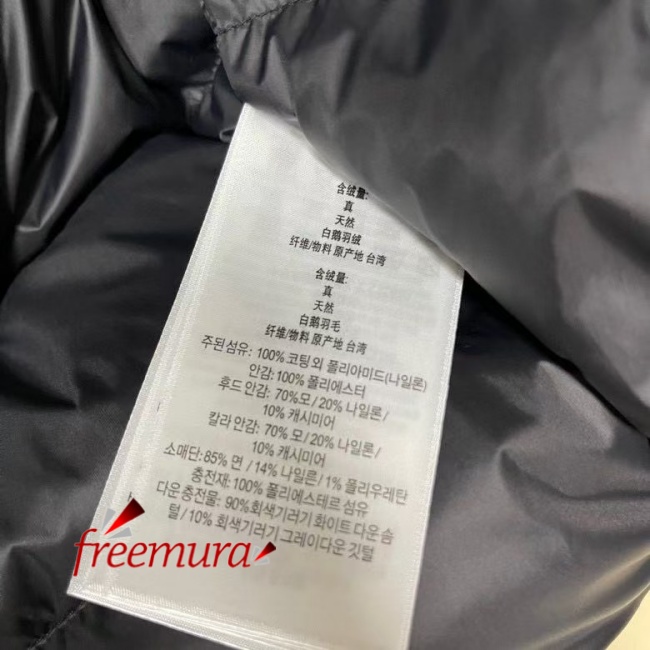 含绒量:
真
天然
白鹅羽绒
纤维/物料 原产地 台湾
含绒量:
真
天然
白鹅羽毛
纤维/物料 原产地 台湾
주된 섬유: 100% 코팅 외 폴리아미드(나일론)
안감: 100% 폴리에스터
후드 안감: 70%모 / 20% 나일론 /
10% 캐시미어
칼라 안감: 70% 모 / 20% 나일론 /
10% 캐시미어
소매단: 85% 면 / 14% 나일론 / 1% 폴리우레탄
충전재: 100% 폴리에스테르 섬유
다운 충전물: 90% 회색기러기 화이트 다운 솜
털 / 10% 회색기러기 그레이다운 깃털
freemura